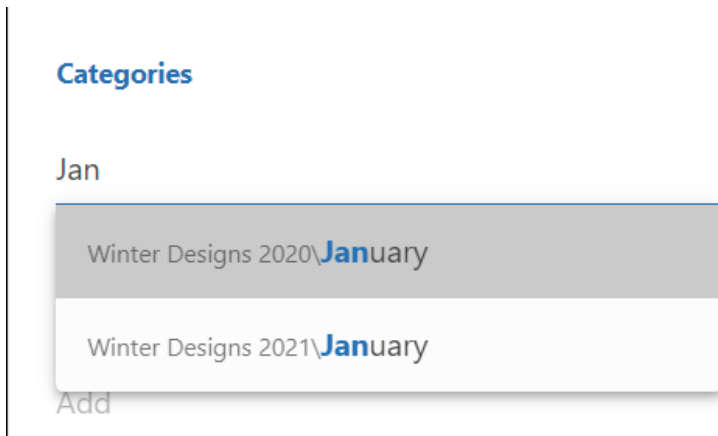 Categories
Jan
Winter Designs 2020\January
Winter Designs 2021\January
Add